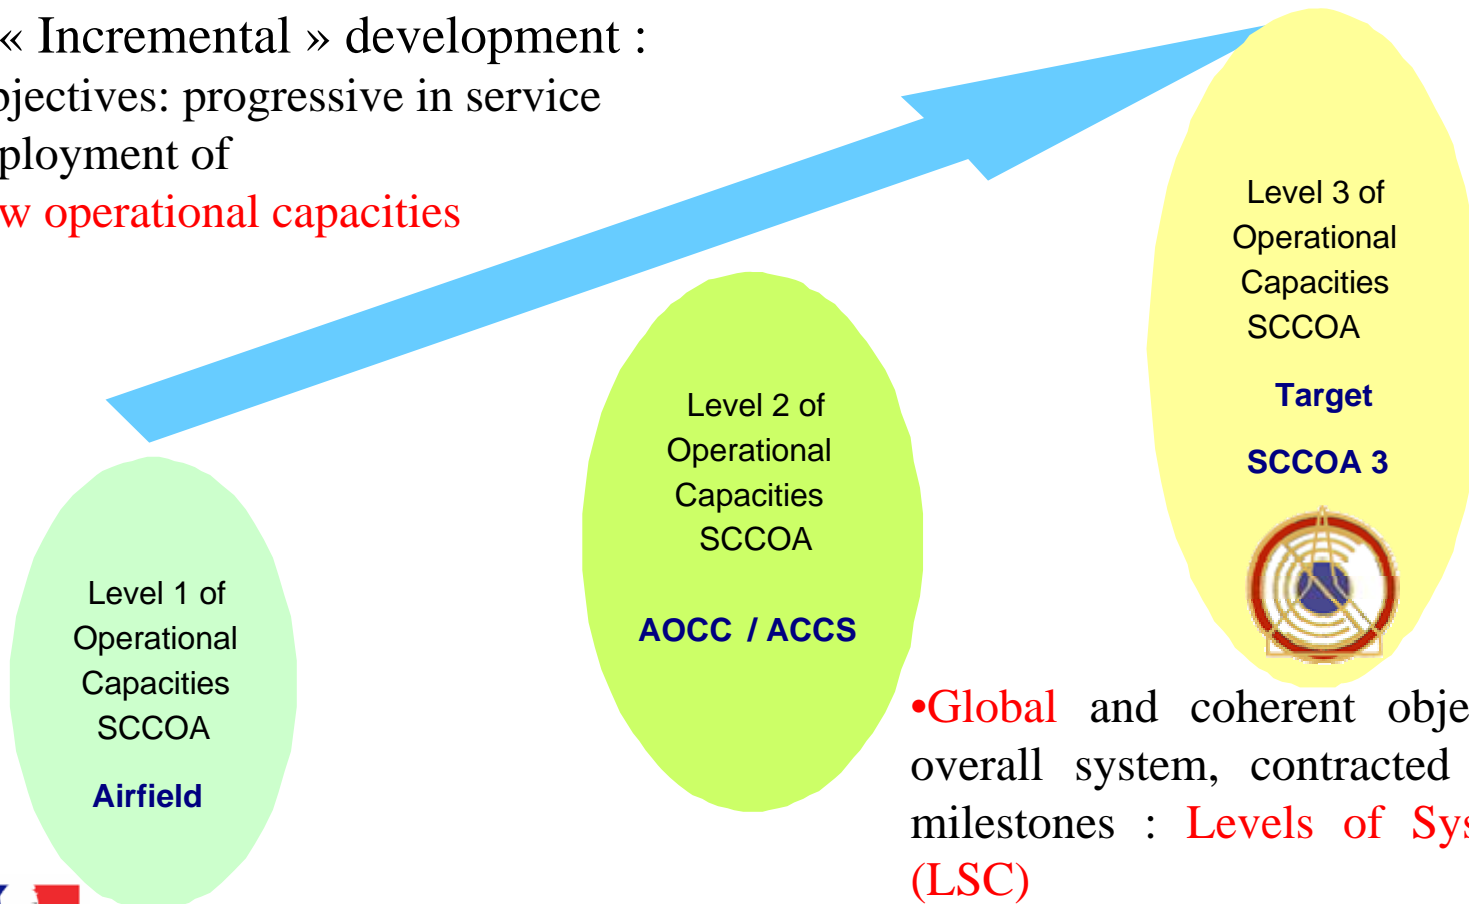 « Incremental » development :
bjectives: progressive in service
ployment of
w operational capacities
Level 3 of
Operational
Capacities
SCCOA
Target
SCCOA 3
Level 2 of
Operational
Capacities
SCCOA
AOCC / ACCS
Level 1 of
Operational
Capacities
SCCOA
Airfield
•Global and coherent obje
overall system, contracted
milestones : Levels of Sys
(LSC)